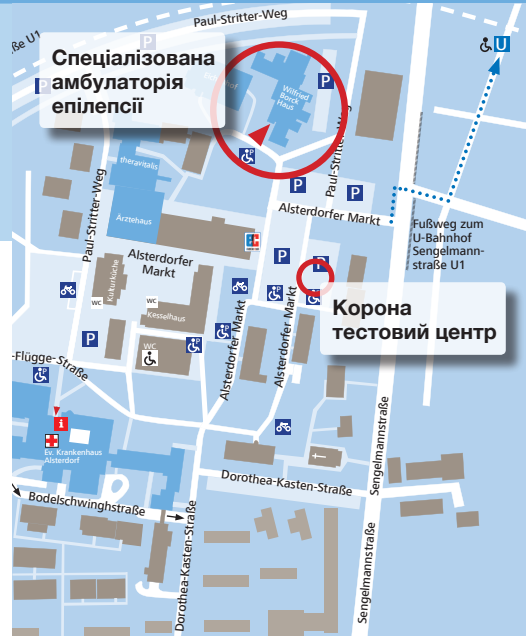 Paul-Stritter-Weg
ße U1
P
U
Спеціалізована
амбулаторія
епілепсії
P
P
Wilfried
Borck
Haus
P
Paul-Stritter-Weg
theravitalis
P
Paul-Stritter-Weg
P
P
Ärztehaus
Alsterdorfer Markt
Fußweg zum
U-Bahnhof
Sengelmann-
straße U1
Alsterdorfer
Markt
P
P
Kulturküche
WC
WC
Kesselhaus
P
P
Корона
тестовий центр
P
WC
P
P
Alsterdorfer Markt
Alsterdorfer Markt
-Flügge-Straße
P
i
Ev. Krankenhaus
Alsterdorf
Sengelmannstraße
Dorothea-Kasten-Straße
Bodelschwinghstraße
Dorothea-Kasten-Straße
Sengelmannstraße